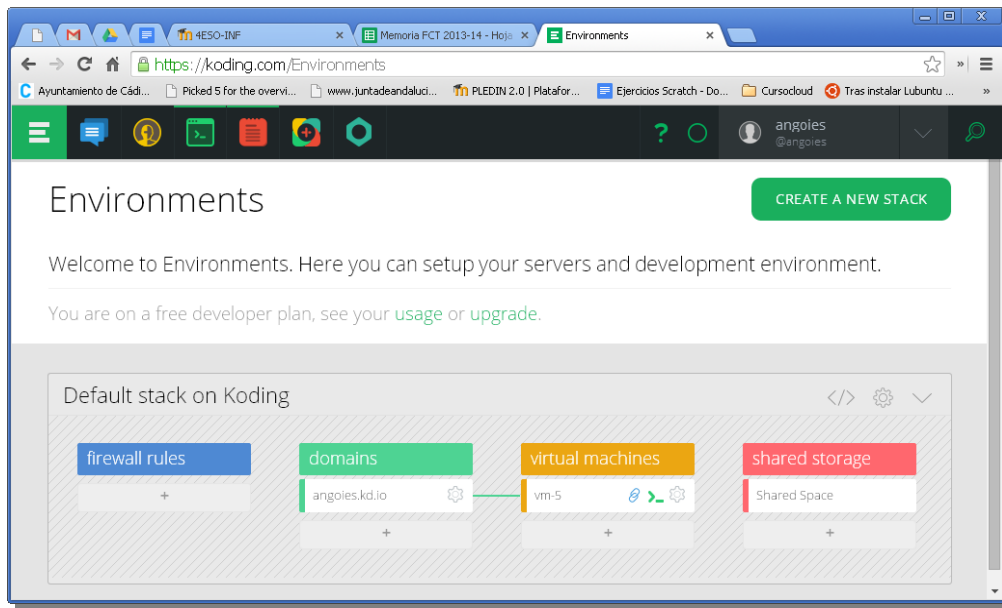 4ESO-INF
Memoria FCT 2013-14 - Hoja
Environments
https://koding.com/Environments
Ayuntamiento de Cádi...
Picked 5 for the overvi...
www.juntadeandaluci...
PLEDIN 2.0 | Platafor...
Ejercicios Scratch - Do...
Cursocloud
Tras instalar Lubuntu ...
angoies
@angoies
Environments
CREATE A NEW STACK
Welcome to Environments. Here you can setup your servers and development environment.
You are on a free developer plan, see your usage or upgrade.
Default stack on Koding
firewall rules
domains
virtual machines
shared storage
angoies.kd.io
vm-5
Shared Space